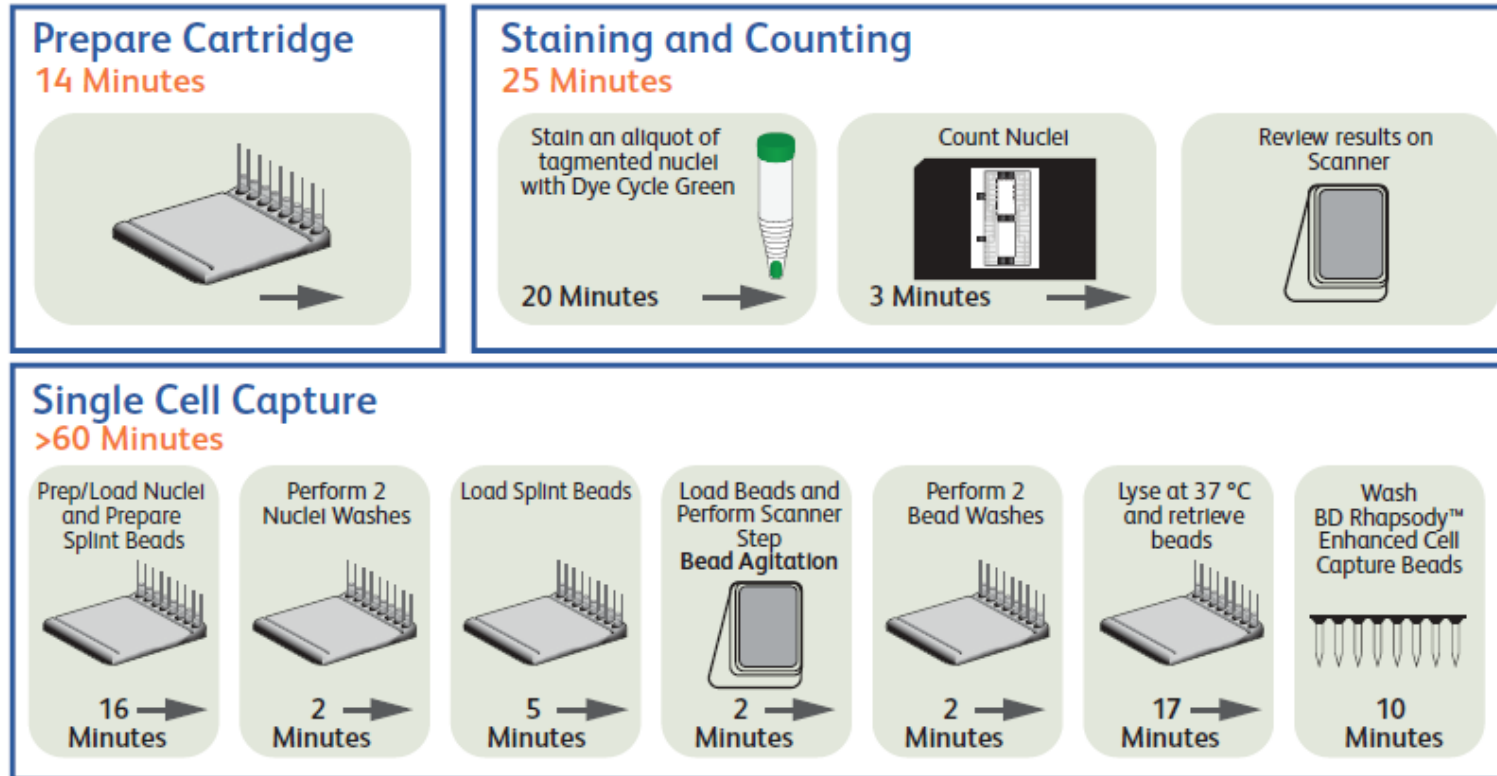 Prepare Cartridge
14 Minutes
Staining and Counting
25 Minutes
Stain an aliquot of
tagmented nuclei
with Dye Cycle Green
20 Minutes
Count Nuclei
3 Minutes
Review results on
Scanner
Single Cell Capture
>60 Minutes
Prep/Load Nuclei
and Prepare
Splint Beads
16
Minutes
Perform 2
Nuclei Washes
2
Minutes
Load Splint Beads
5
Minutes
Load Beads and
Perform Scanner
Step
Bead Agitation
2
Minutes
Perform 2
Bead Washes
2
Minutes
Lyse at 37 °C
and retrieve
beads
17
Minutes
Wash
BD Rhapsody™
Enhanced Cell
Capture Beads
10
Minutes